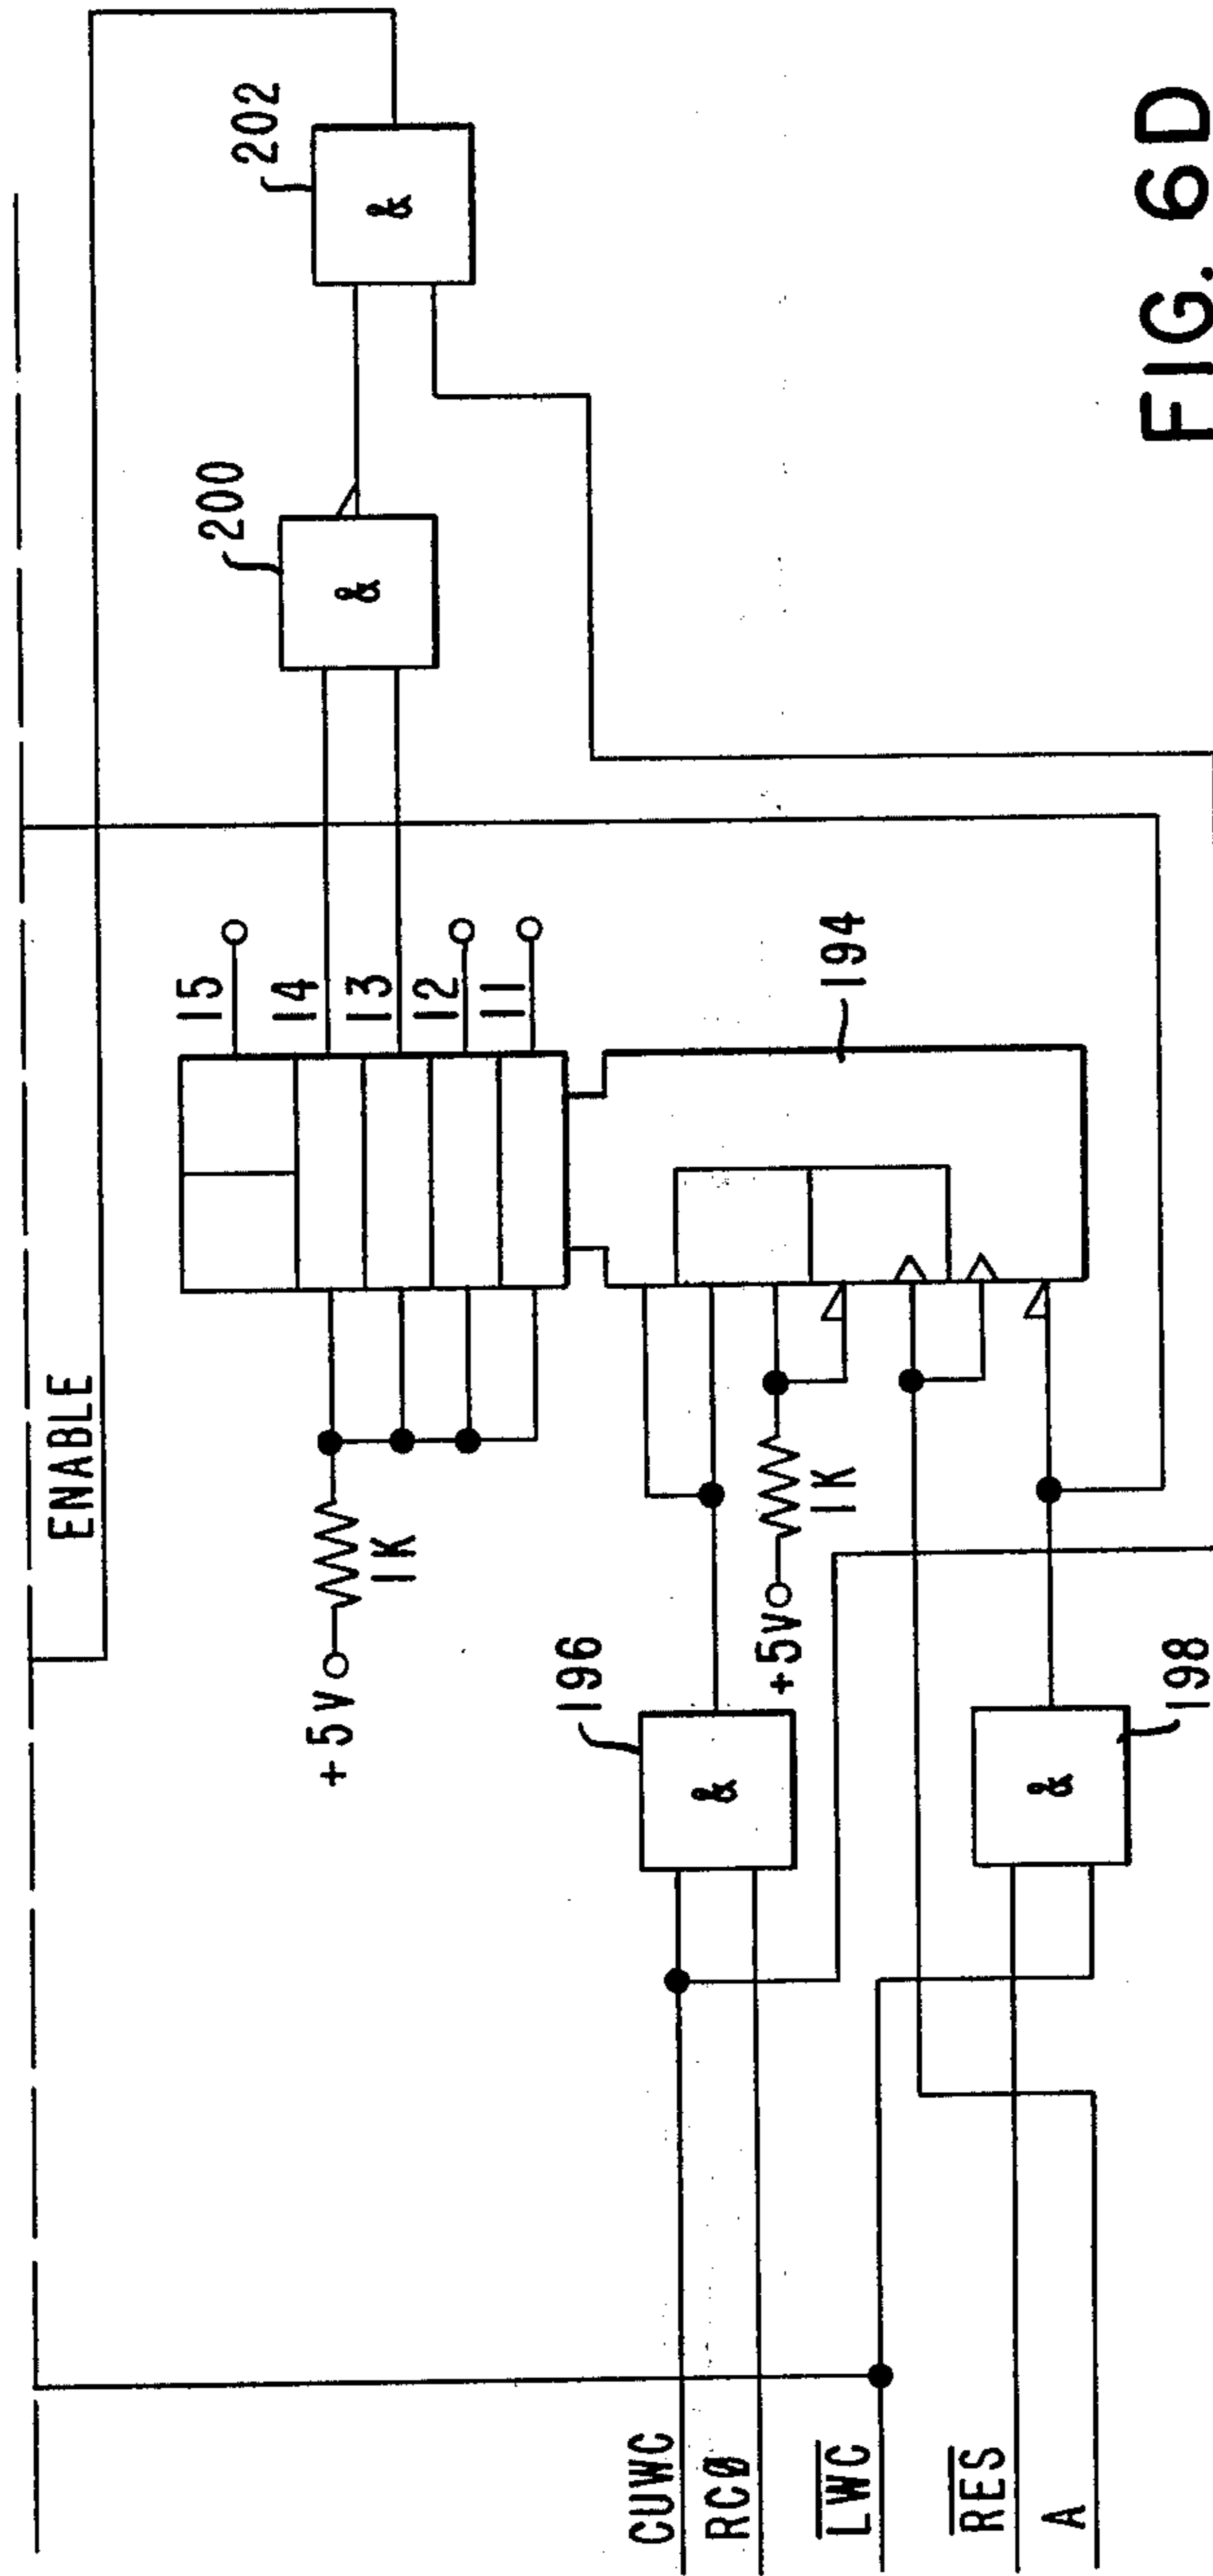 ENABLE
202
&
200
&
15
14
13
12
11
+5V
1K
194
196
&
+5V
1K
CUWC
RCØ
LWC
RES
A
&
198
FIG. 6D